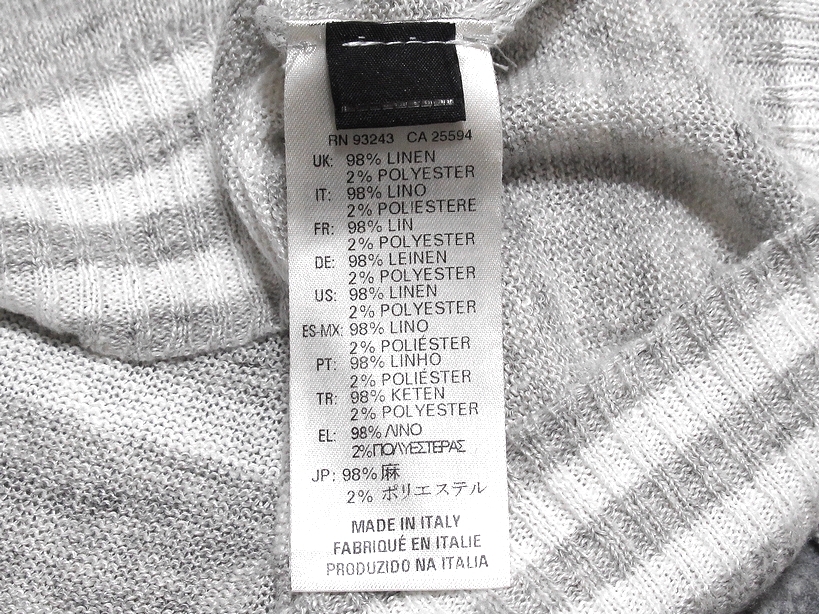 RN 93243 CA 25594
UK: 98% LINEN
2% POLYESTER
IT: 98% LINO
2% POLIESTERE
FR: 98% LIN
2% POLYESTER
DE: 98% LEINEN
2% POLYESTER
US: 98% LINEN
2% POLYESTER
ES-MX: 98% LINO
2% POLIÉSTER
PT: 98% LINHO
2% POLIÉSTER
TR: 98% KETEN
2% POLYESTER
EL: 98% ΛΙΝΟ
2% ΠΟΛΥΕΣΤΕΡΑΣ
JP: 98% 麻
2% ポリエステル
MADE IN ITALY
FABRIQUÉ EN ITALIE
PRODUZIDO NA ITALIA